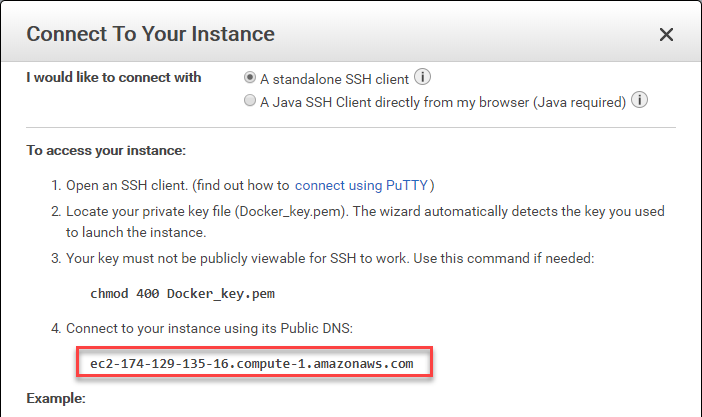 Connect To Your Instance
I would like to connect with
A standalone SSH client
A Java SSH Client directly from my browser (Java required)
To access your instance:
1. Open an SSH client. (find out how to connect using PuTTY)
2. Locate your private key file (Docker_key.pem). The wizard automatically detects the key you used
to launch the instance.
3. Your key must not be publicly viewable for SSH to work. Use this command if needed:
chmod 400 Docker_key.pem
4. Connect to your instance using its Public DNS:
ec2-174-129-135-16.compute-1.amazonaws.com
Example: